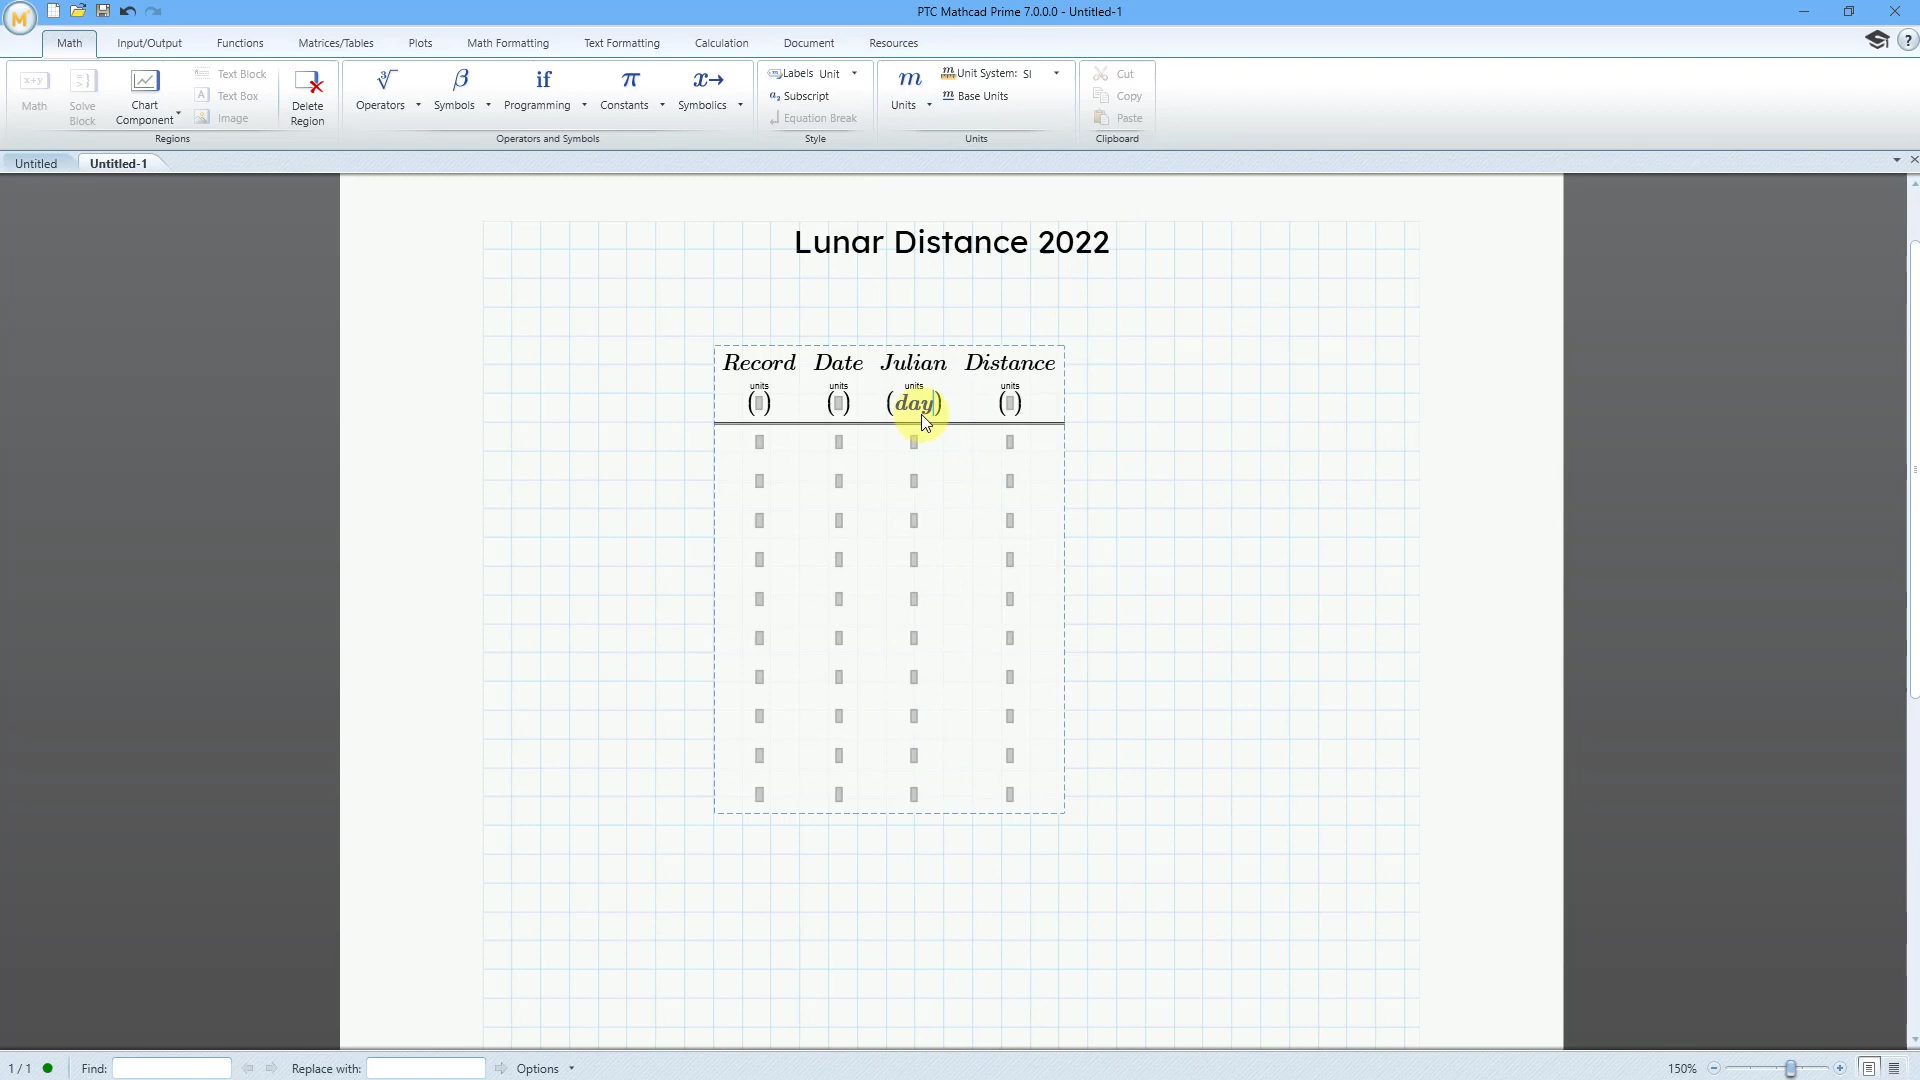 PTC Mathcad Prime 7.0.0.0 - Untitled-1
Math Input/Output Functions Matrices/Tables Plots Math Formatting Text Formatting Calculation Document Resources
Math
Solve Block
Chart Component
Text Block
Text Box
Image
Delete Region
Regions
Operators
Symbols
if
Programming
π
Constants
Symbolics
Operators and Symbols
Labels Unit
Subscript
Equation Break
Style
Units
Unit System: SI
Base Units
Units
Cut
Copy
Paste
Clipboard
Untitled Untitled-1
Lunar Distance 2022
Record Date Julian Distance
units units units units
() () (day) ()
1 / 1 Find: Replace with: Options 150%